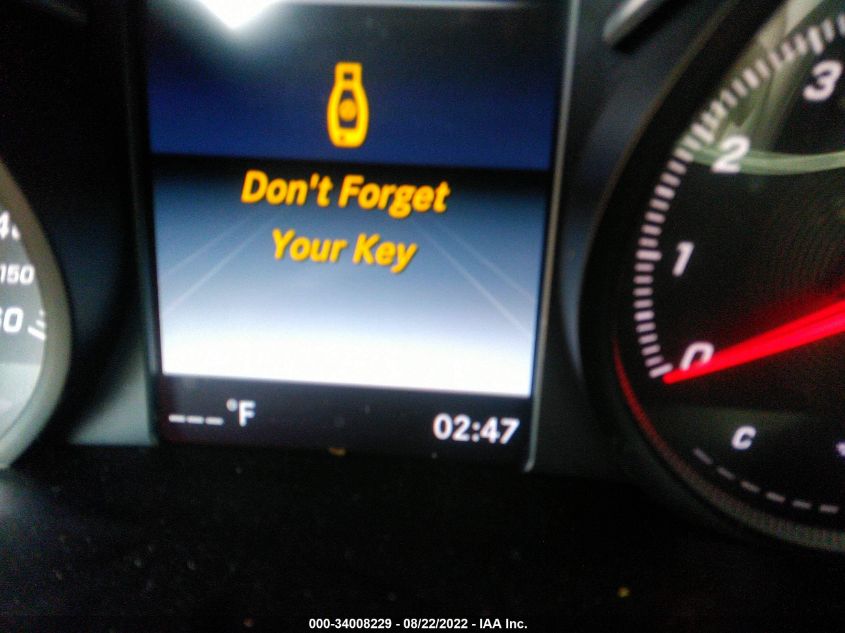 Don't Forget
Your Key
---°F
02:47
150
3
2
1
0
C
000-34008229 - 08/22/2022 - IAA Inc.